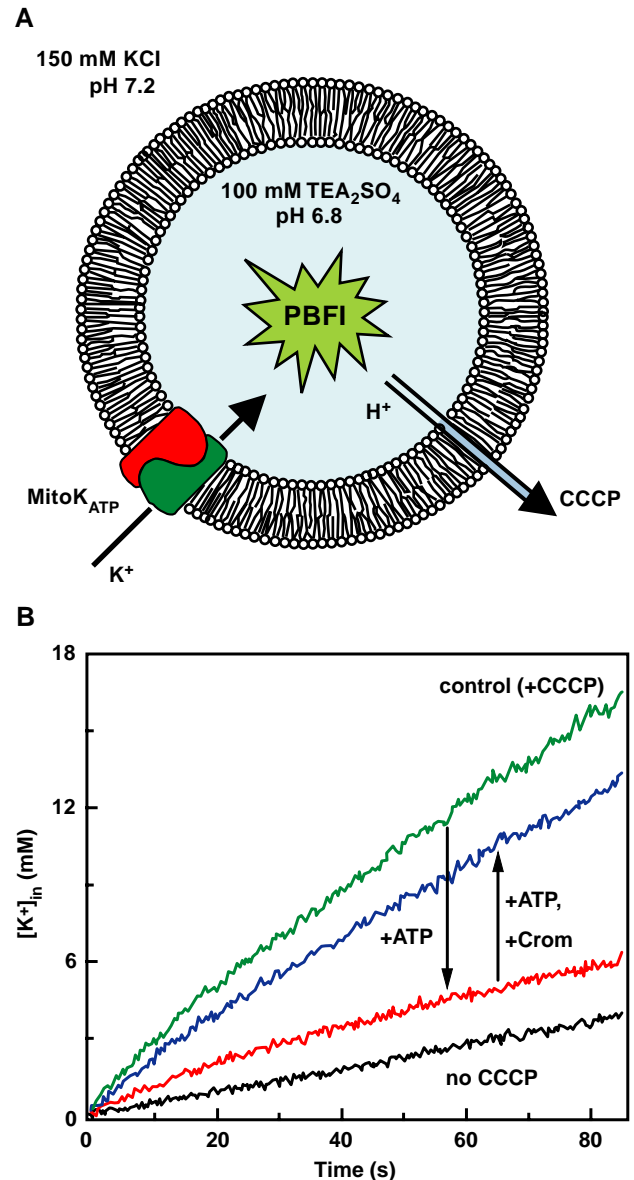 A
150 mM KCl
pH 7.2
100 mM TEA₂SO₄
pH 6.8
PBFI
H⁺
MitoK_ATP
CCCP
K⁺
B
18
control (+CCCP)
12
[K⁺]in (mM)
+ATP
+ATP,
+Crom
6
no CCCP
0
0 20 40 60 80
Time (s)